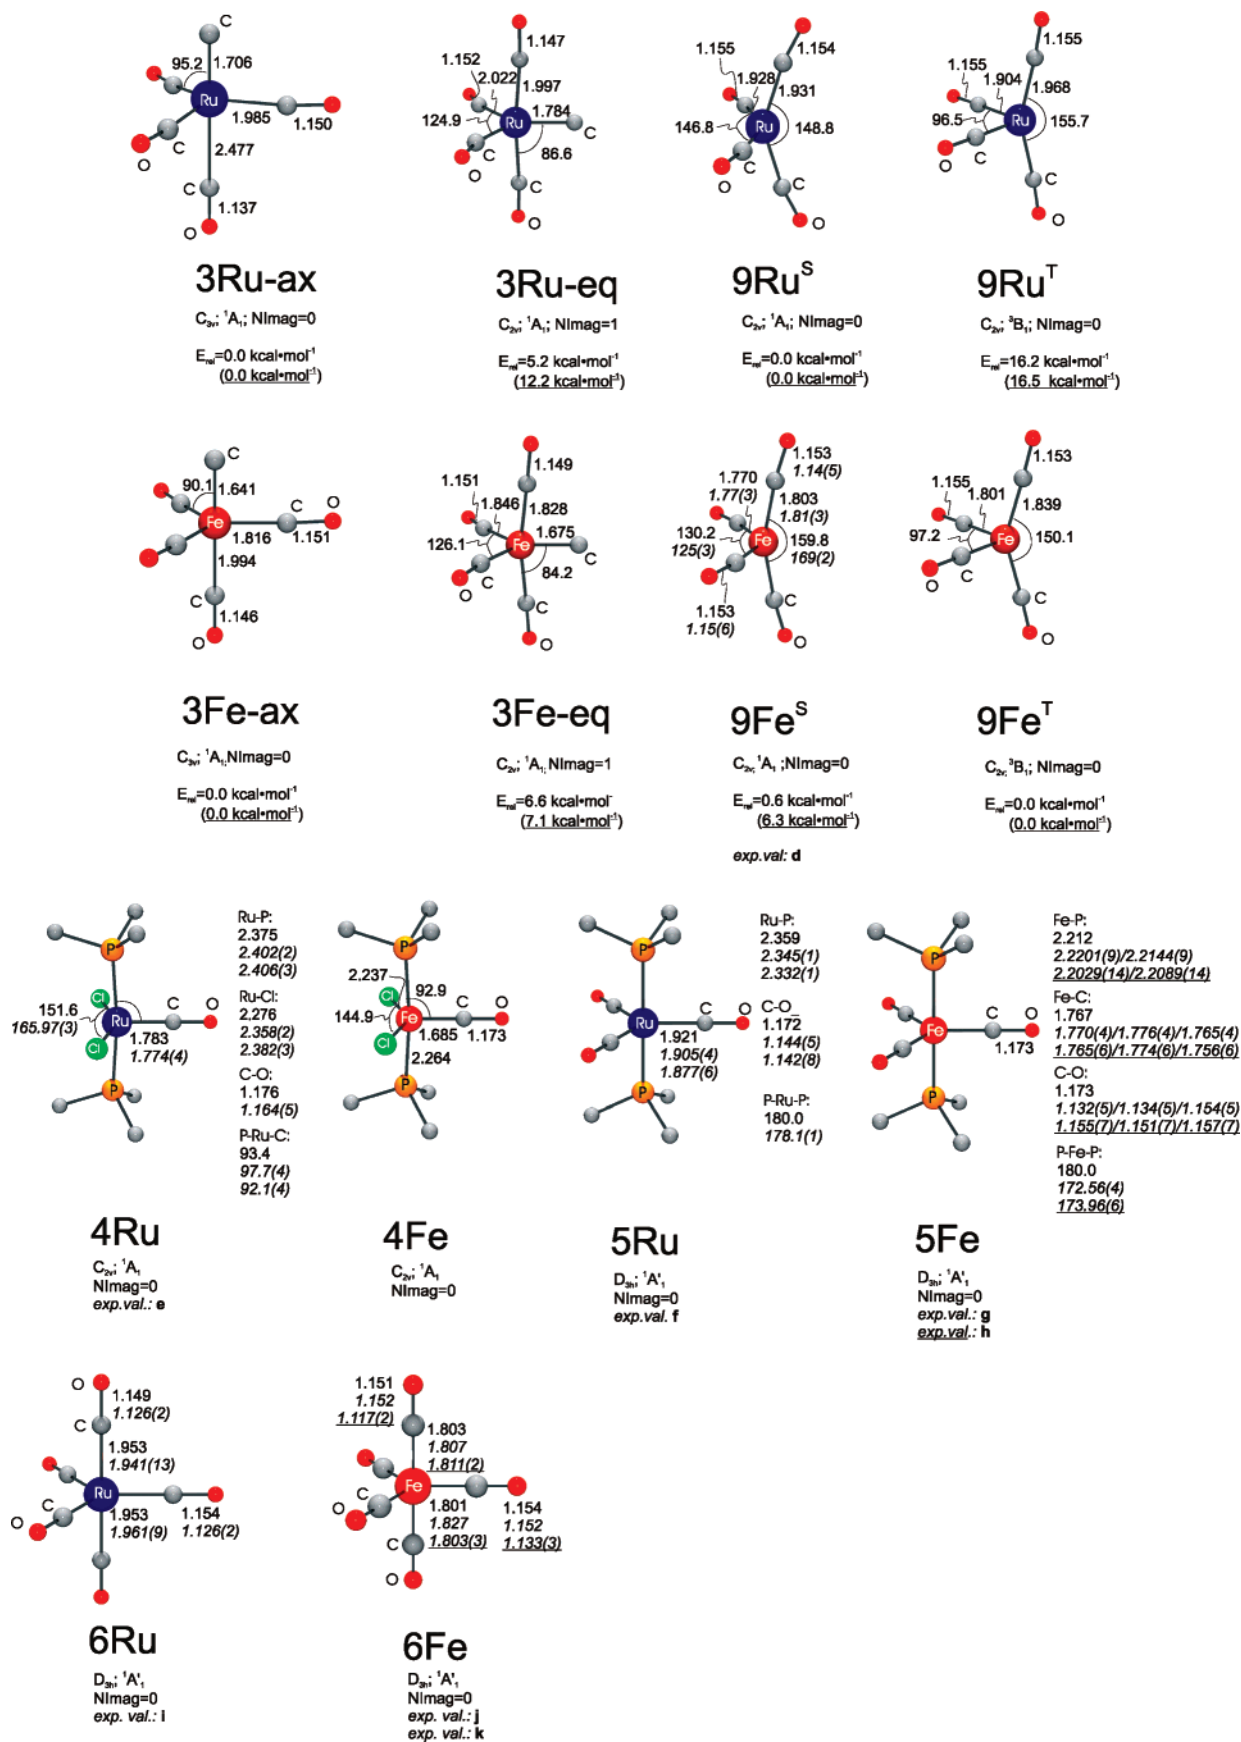 C
95.2
1.706
Ru
1.985
1.150
C
O
2.477
C
1.137
O
3Ru-ax
C3v; ¹A₁; NImag=0
Erel=0.0 kcal•mol⁻¹
(0.0 kcal•mol⁻¹)
1.147
1.152
2.022
1.997
1.784
124.9
Ru
C
C
86.6
O
C
O
3Ru-eq
C2v; ¹A₁; NImag=1
Erel=5.2 kcal•mol⁻¹
(12.2 kcal•mol⁻¹)
1.155
1.154
1.928
1.931
146.8
Ru
148.8
C
O
C
O
9Ruˢ
C2v; ¹A₁; NImag=0
Erel=0.0 kcal•mol⁻¹
(0.0 kcal•mol⁻¹)
1.155
1.155
1.904
1.968
96.5
Ru
155.7
O
C
C
O
9Ruᵀ
C2v; ³B₁; NImag=0
Erel=16.2 kcal•mol⁻¹
(16.5 kcal•mol⁻¹)
C
90.1
1.641
O
Fe
C
1.816
1.151
1.994
C
1.146
O
3Fe-ax
C3v; ¹A₁; NImag=0
Erel=0.0 kcal•mol⁻¹
(0.0 kcal•mol⁻¹)
1.149
1.151
1.846
1.828
1.675
126.1
Fe
C
84.2
O
C
C
O
3Fe-eq
C2v; ¹A₁; NImag=1
Erel=6.6 kcal•mol⁻
(7.1 kcal•mol⁻¹)
1.153
1.14(5)
1.770
1.77(3)
1.803
1.81(3)
130.2
125(3)
Fe
159.8
169(2)
1.153
1.15(6)
C
O
9Feˢ
C2v; ¹A₁ ;NImag=0
Erel=0.6 kcal•mol⁻¹
(6.3 kcal•mol⁻¹)
exp.val: d
1.153
1.155
1.801
1.839
97.2
Fe
150.1
O
C
C
O
9Feᵀ
C2v; ³B₁; NImag=0
Erel=0.0 kcal•mol⁻¹
(0.0 kcal•mol⁻¹)
P
Cl
151.6
165.97(3)
Ru
C
O
Cl
1.783
1.774(4)
P
Ru-P:
2.375
2.402(2)
2.406(3)
Ru-Cl:
2.276
2.358(2)
2.382(3)
C-O:
1.176
1.164(5)
P-Ru-C:
93.4
97.7(4)
92.1(4)
4Ru
C2v; ¹A₁
NImag=0
exp.val.: e
P
2.237
Cl
92.9
C
O
144.9
Fe
Cl
1.685
1.173
2.264
P
4Fe
C2v; ¹A₁
NImag=0
P
Ru
C
O
1.921
1.905(4)
1.877(6)
P
Ru-P:
2.359
2.345(1)
2.332(1)
C-O_
1.172
1.144(5)
1.142(8)
P-Ru-P:
180.0
178.1(1)
5Ru
D3h; ¹A'₁
NImag=0
exp.val. f
P
Fe
C
O
1.173
P
Fe-P:
2.212
2.2201(9)/2.2144(9)
2.2029(14)/2.2089(14)
Fe-C:
1.767
1.770(4)/1.776(4)/1.765(4)
1.765(6)/1.774(6)/1.756(6)
C-O:
1.173
1.132(5)/1.134(5)/1.154(5)
1.155(7)/1.151(7)/1.157(7)
P-Fe-P:
180.0
172.56(4)
173.96(6)
5Fe
D3h; ¹A'₁
NImag=0
exp.val.: g
exp.val.: h
O
1.149
1.126(2)
C
1.953
1.941(13)
Ru
C
O
1.953
1.961(9)
1.154
1.126(2)
6Ru
D3h; ¹A'₁
NImag=0
exp. val.: i
1.151
1.152
1.117(2)
1.803
1.807
1.811(2)
Fe
C
O
1.801
1.827
1.803(3)
1.154
1.152
1.133(3)
C
O
6Fe
D3h; ¹A'₁
NImag=0
exp. val.: j
exp. val.: k